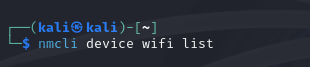 ┌──(kali㉿kali)-[~]
└─$ nmcli device wifi list